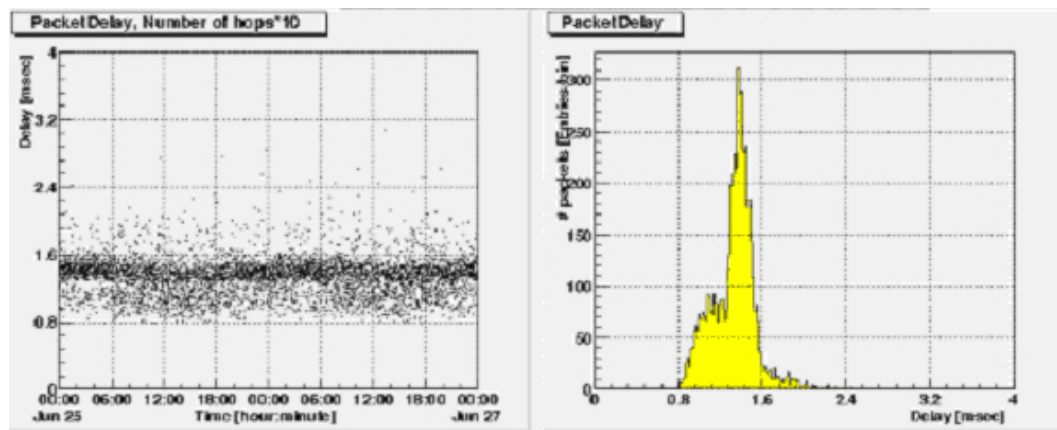 PacketDelay, Number of hops*10
Delay [msec]
4
3.2
2.4
1.6
0.8
0
00:00 06:00 12:00 18:00 00:00 06:00 12:00 18:00 00:00
Jun 25 Time [hour:minute] Jun 27
PacketDelay
# packets [Entries/bin]
300
250
200
150
100
50
0
0 0.8 1.6 2.4 3.2 4
Delay [msec]